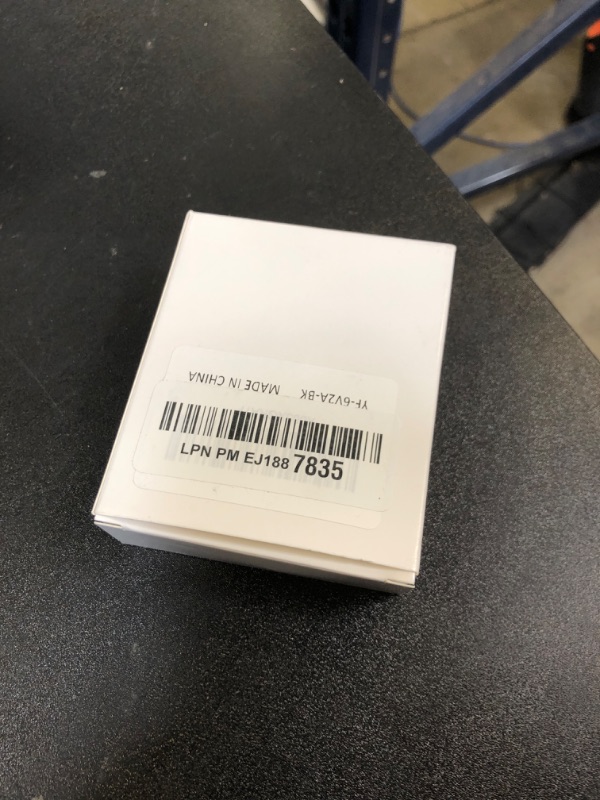 YF-6V2A-BK MADE IN CHINA
LPN PM EJ188 7835